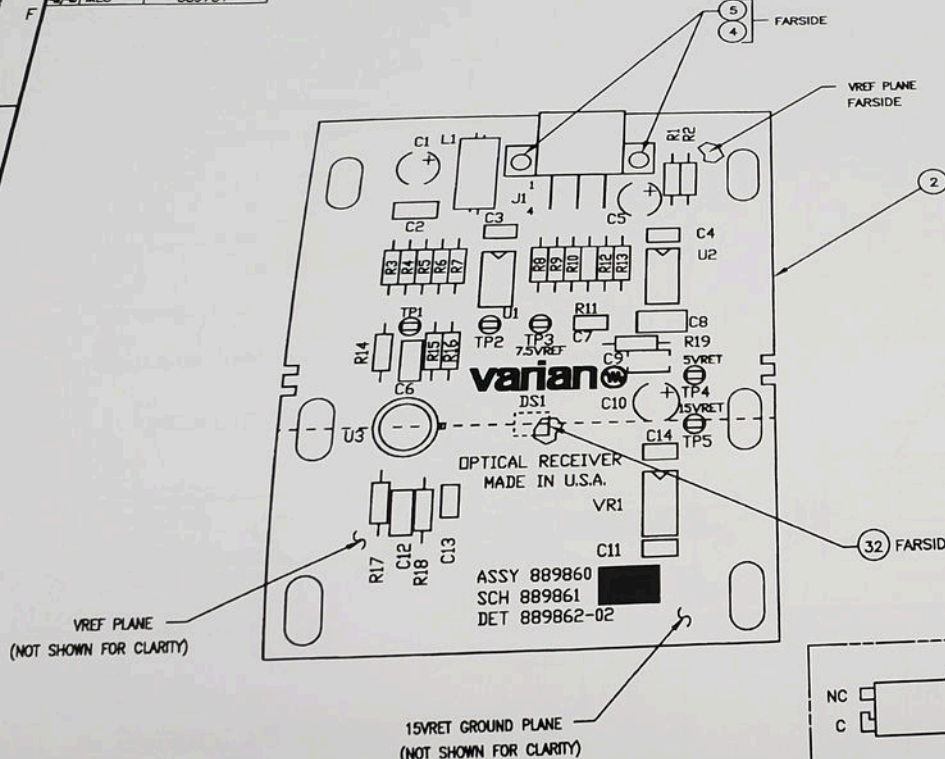 F
5
4
FARSIDE
VREF PLANE
FARSIDE
2
C1
L1
R1
R2
J1
1
4
C5
C2
C3
C4
U2
R3
R4
R5
R6
R7
R8
R9
R10
R12
R13
U1
TP1
TP2
TP3
7.5VREF
R11
C7
C8
R19
R14
R15
R16
C6
C9
5VRET
TP4
varian
DS1
C10
15VRET
TP5
U3
C14
OPTICAL RECEIVER
MADE IN U.S.A.
VR1
R17
C12
R18
C13
C11
32 FARSID
ASSY 889860
SCH 889861
DET 889862-02
VREF PLANE
(NOT SHOWN FOR CLARITY)
15VRET GROUND PLANE
(NOT SHOWN FOR CLARITY)
NC
C